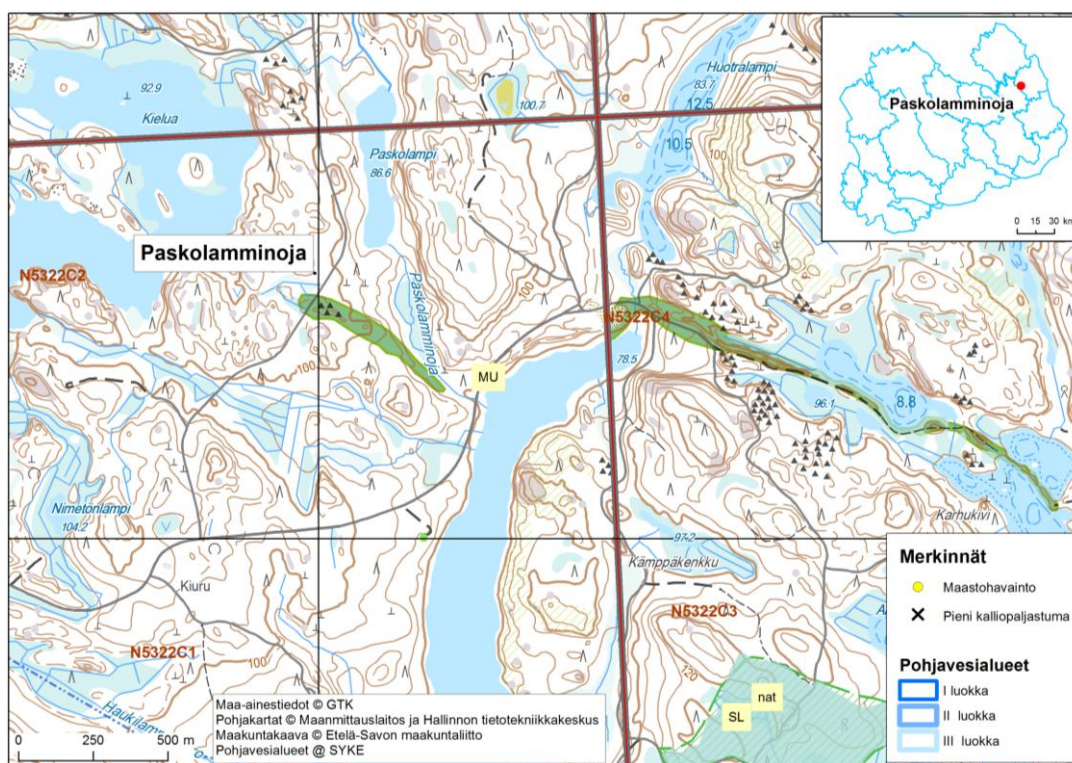 92.9
Kielua
Huotralampi
83.7
12.5
100.7
Paskolampi
86.6
10.5
100
Paskolamminoja
0 15 30 km
Paskolamminoja
N5322C2
Paskolamminoja
100
N5322C4
78.5
MU
100
96.1
8.8
Nimetönlampi
104.2
Karhukivi
97.2
Kämppäkenkku
Kiuru
N5322C1
100
N5322C3
120
nat
SL
Merkinnät
Maastohavainto
Pieni kalliopaljastuma
Pohjavesialueet
I luokka
II luokka
III luokka
Maa-ainestiedot © GTK
Pohjakartat © Maanmittauslaitos ja Hallinnon tietotekniikkakeskus
Maakuntakaava © Etelä-Savon maakuntaliitto
Pohjavesialueet @ SYKE
0 250 500 m